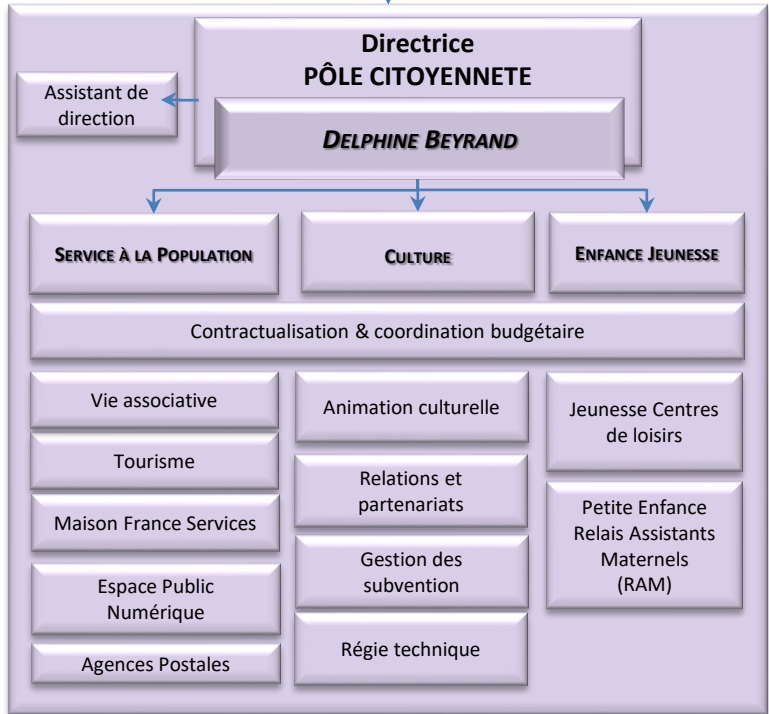 Directrice
PÔLE CITOYENNETE
Assistant de
direction
DELPHINE BEYRAND
SERVICE À LA POPULATION
CULTURE
ENFANCE JEUNESSE
Contractualisation & coordination budgétaire
Vie associative
Tourisme
Maison France Services
Espace Public
Numérique
Agences Postales
Animation culturelle
Relations et
partenariats
Gestion des
subvention
Régie technique
Jeunesse Centres
de loisirs
Petite Enfance
Relais Assistants
Maternels
(RAM)